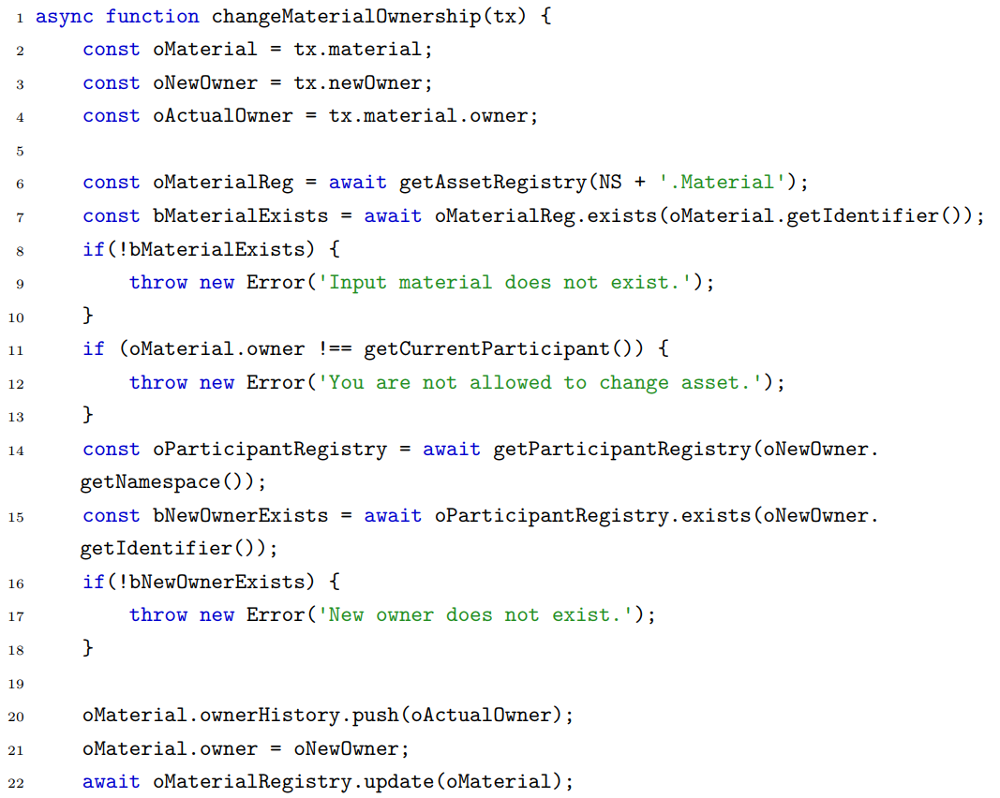 1 async function changeMaterialOwnership(tx) {
2 const oMaterial = tx.material;
3 const oNewOwner = tx.newOwner;
4 const oActualOwner = tx.material.owner;
5
6 const oMaterialReg = await getAssetRegistry(NS + '.Material');
7 const bMaterialExists = await oMaterialReg.exists(oMaterial.getIdentifier());
8 if(!bMaterialExists) {
9 throw new Error('Input material does not exist.');
10 }
11 if (oMaterial.owner !== getCurrentParticipant()) {
12 throw new Error('You are not allowed to change asset.');
13 }
14 const oParticipantRegistry = await getParticipantRegistry(oNewOwner.
getNamespace());
15 const bNewOwnerExists = await oParticipantRegistry.exists(oNewOwner.
getIdentifier());
16 if(!bNewOwnerExists) {
17 throw new Error('New owner does not exist.');
18 }
19
20 oMaterial.ownerHistory.push(oActualOwner);
21 oMaterial.owner = oNewOwner;
22 await oMaterialRegistry.update(oMaterial);